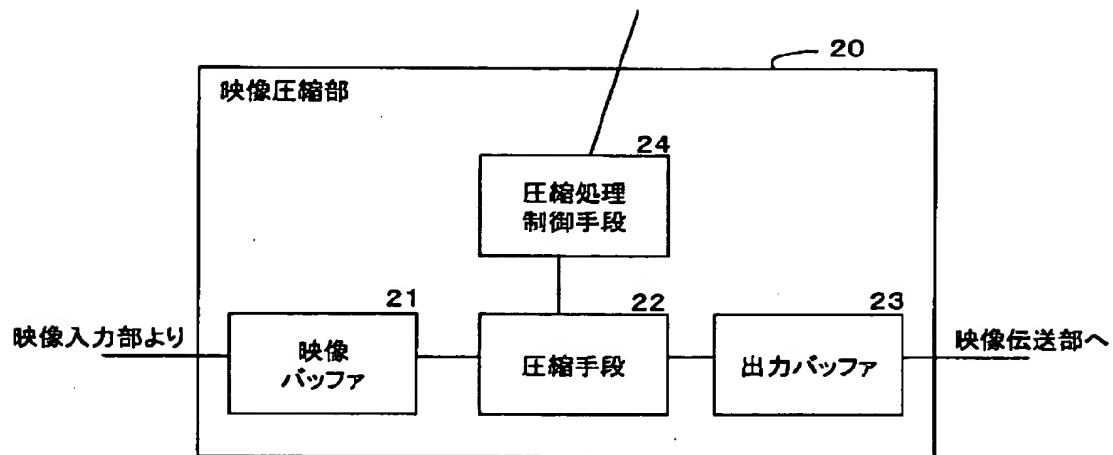 20
映像圧縮部
24
圧縮処理
制御手段
21
22
23
映像入力部より
映像
バッファ
圧縮手段
出力バッファ
映像伝送部へ